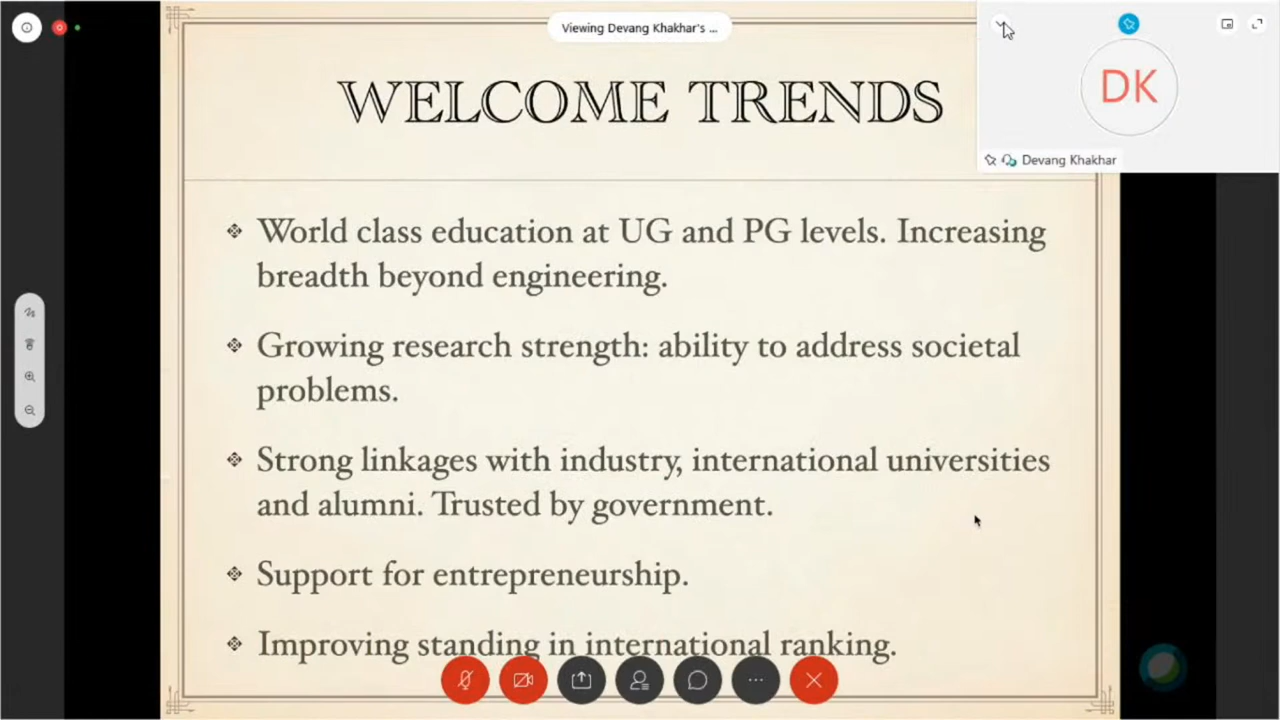 Viewing Devang Khakhar's ...
WELCOME TRENDS
DK
Devang Khakhar
World class education at UG and PG levels. Increasing
breadth beyond engineering.
Growing research strength: ability to address societal
problems.
Strong linkages with industry, international universities
and alumni. Trusted by government.
Support for entrepreneurship.
Improving standing in international ranking.